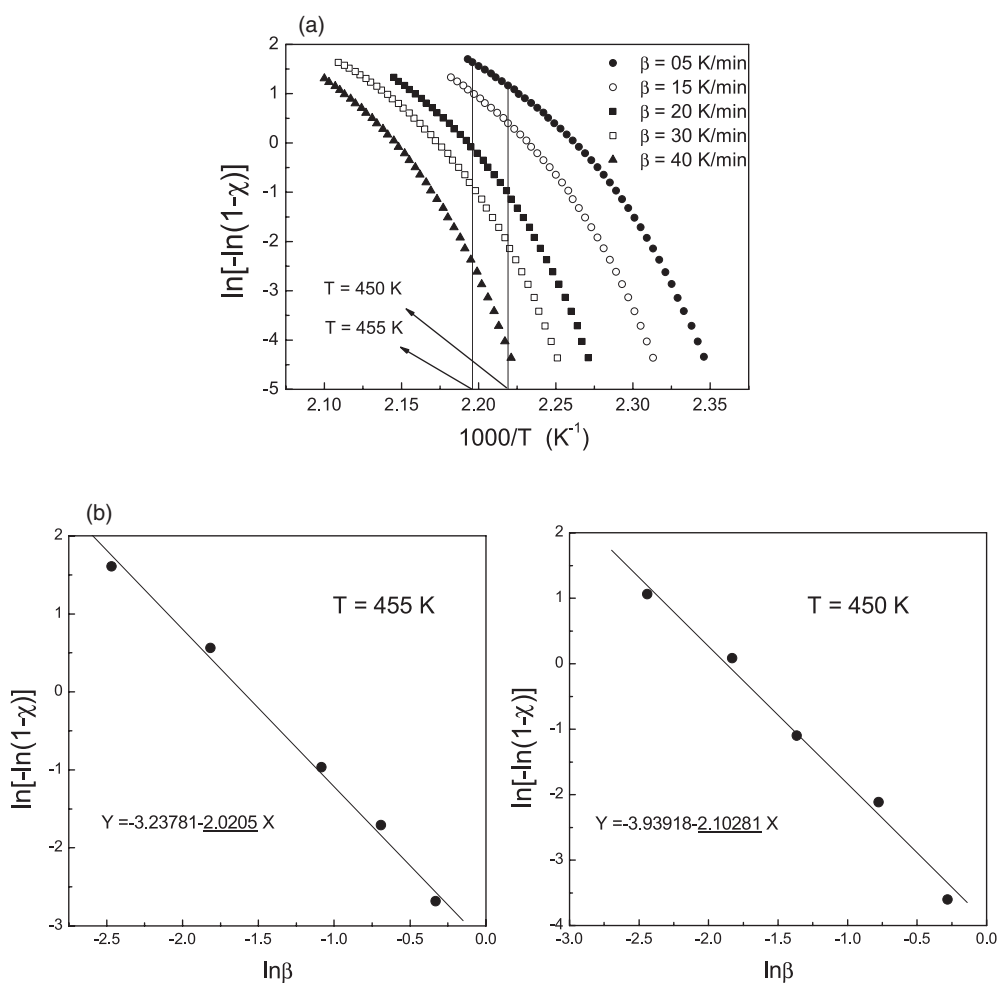 (a)
2
1
0
-1
-2
-3
-4
-5
ln[-ln(1-χ)]
β = 05 K/min
β = 15 K/min
β = 20 K/min
β = 30 K/min
β = 40 K/min
T = 450 K
T = 455 K
2.10 2.15 2.20 2.25 2.30 2.35
1000/T (K⁻¹)
(b)
2
1
0
-1
-2
-3
ln[-ln(1-χ)]
T = 455 K
Y =-3.23781-2.0205 X
-2.5 -2.0 -1.5 -1.0 -0.5 0.0
lnβ
2
1
0
-1
-2
-3
-4
ln[-ln(1-χ)]
T = 450 K
Y =-3.93918-2.10281 X
-3.0 -2.5 -2.0 -1.5 -1.0 -0.5 0.0
lnβ